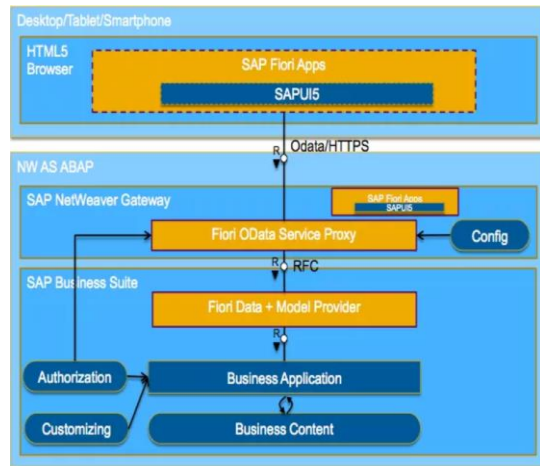 Desktop/Tablet/Smartphone
HTML5
Browser
SAP Fiori Apps
SAPUI5
R
Odata/HTTPS
NW AS ABAP
SAP NetWeaver Gateway
SAP Fiori Apps
SAPUI5
Fiori OData Service Proxy
Config
R
RFC
SAP Business Suite
Fiori Data + Model Provider
R
Authorization
Business Application
Customizing
Business Content